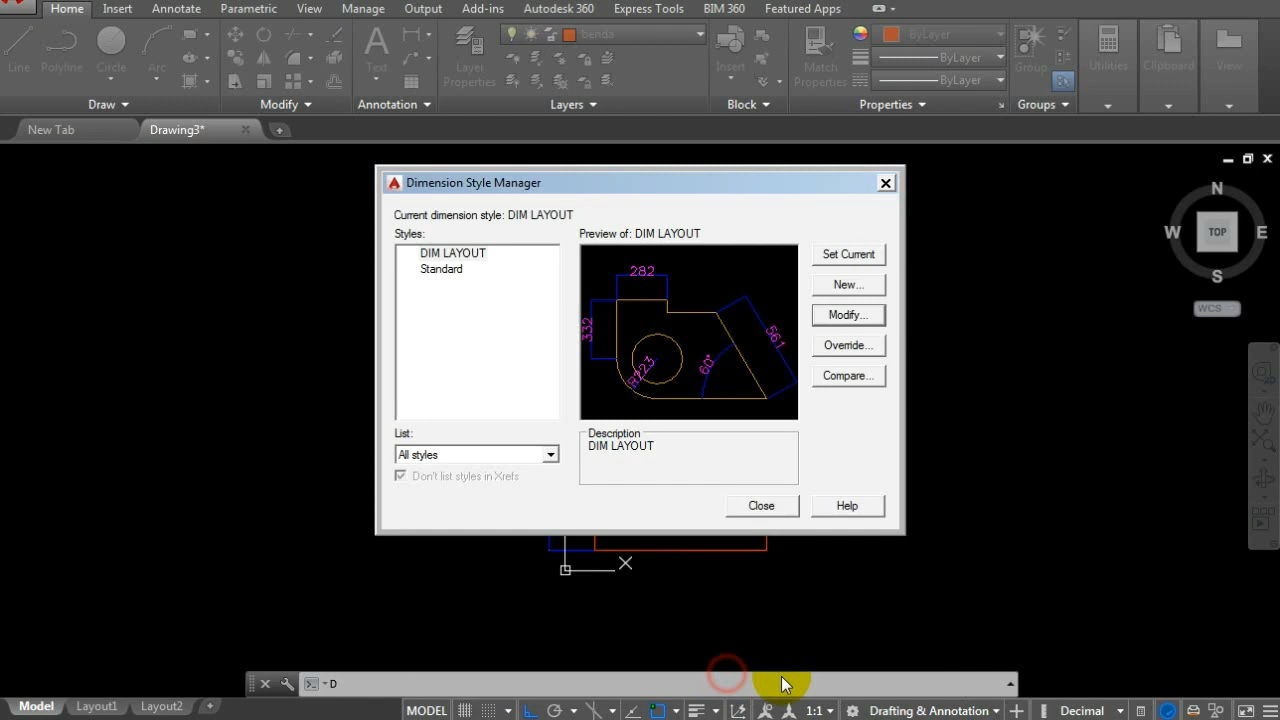 Home Insert Annotate Parametric View Manage Output Add-ins Autodesk 360 Express Tools BIM 360 Featured Apps
Line Polyline Circle Arc Text Layer Properties benda Insert Match Properties ByLayer Group Utilities Clipboard View
ByLayer
ByLayer
Draw Modify Annotation Layers Block Properties Groups
New Tab Drawing3*
Dimension Style Manager
Current dimension style: DIM LAYOUT
Styles: Preview of: DIM LAYOUT
DIM LAYOUT
Standard
282
332
561
60°
R223
Set Current
New...
Modify...
Override...
Compare...
List:
All styles
Don't list styles in Xrefs
Description
DIM LAYOUT
Close Help
N
W TOP E
S
WCS
D
Model Layout1 Layout2 MODEL 1:1 Drafting & Annotation Decimal